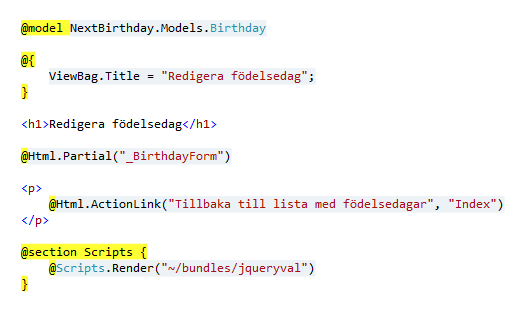 @model NextBirthday.Models.Birthday
@{
ViewBag.Title = "Redigera födelsedag";
}
<h1>Redigera födelsedag</h1>
@Html.Partial("_BirthdayForm")
<p>
@Html.ActionLink("Tillbaka till lista med födelsedagar", "Index")
</p>
@section Scripts {
@Scripts.Render("~/bundles/jqueryval")
}